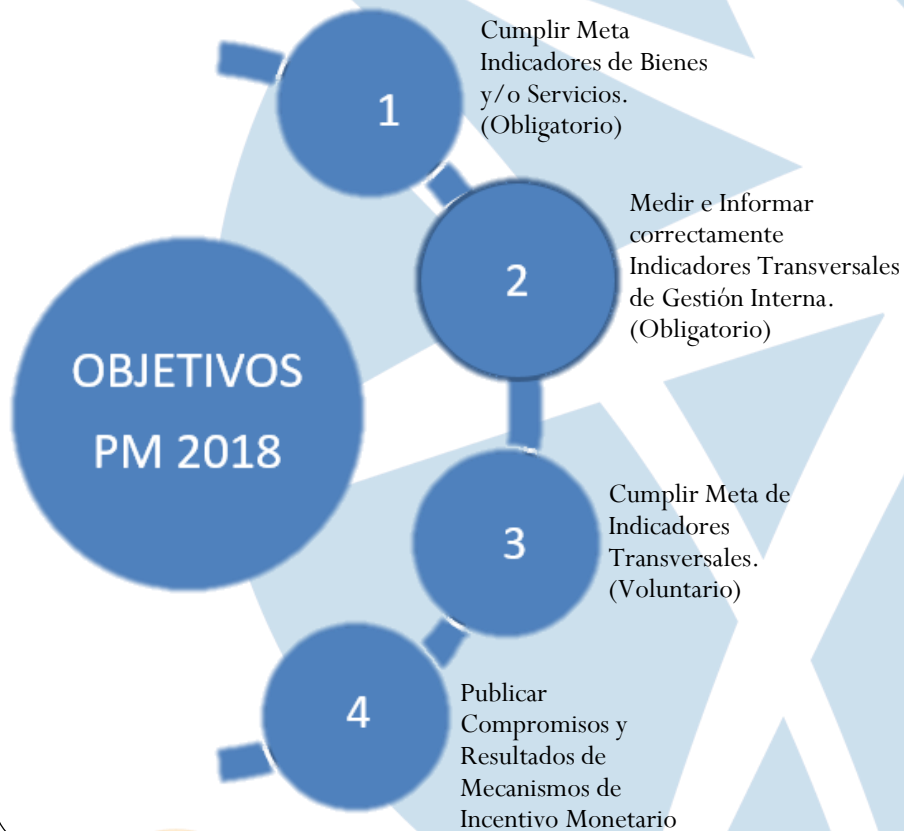 OBJETIVOS
PM 2018
1
Cumplir Meta
Indicadores de Bienes
y/o Servicios.
(Obligatorio)
2
Medir e Informar
correctamente
Indicadores Transversales
de Gestión Interna.
(Obligatorio)
3
Cumplir Meta de
Indicadores
Transversales.
(Voluntario)
4
Publicar
Compromisos y
Resultados de
Mecanismos de
Incentivo Monetario